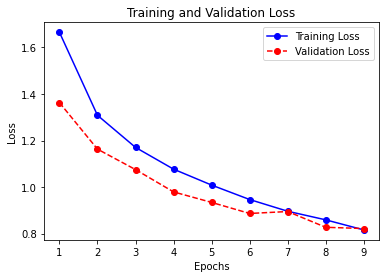 Training and Validation Loss
Training Loss
Validation Loss
1.6
1.4
1.2
1.0
0.8
Loss
1 2 3 4 5 6 7 8 9
Epochs